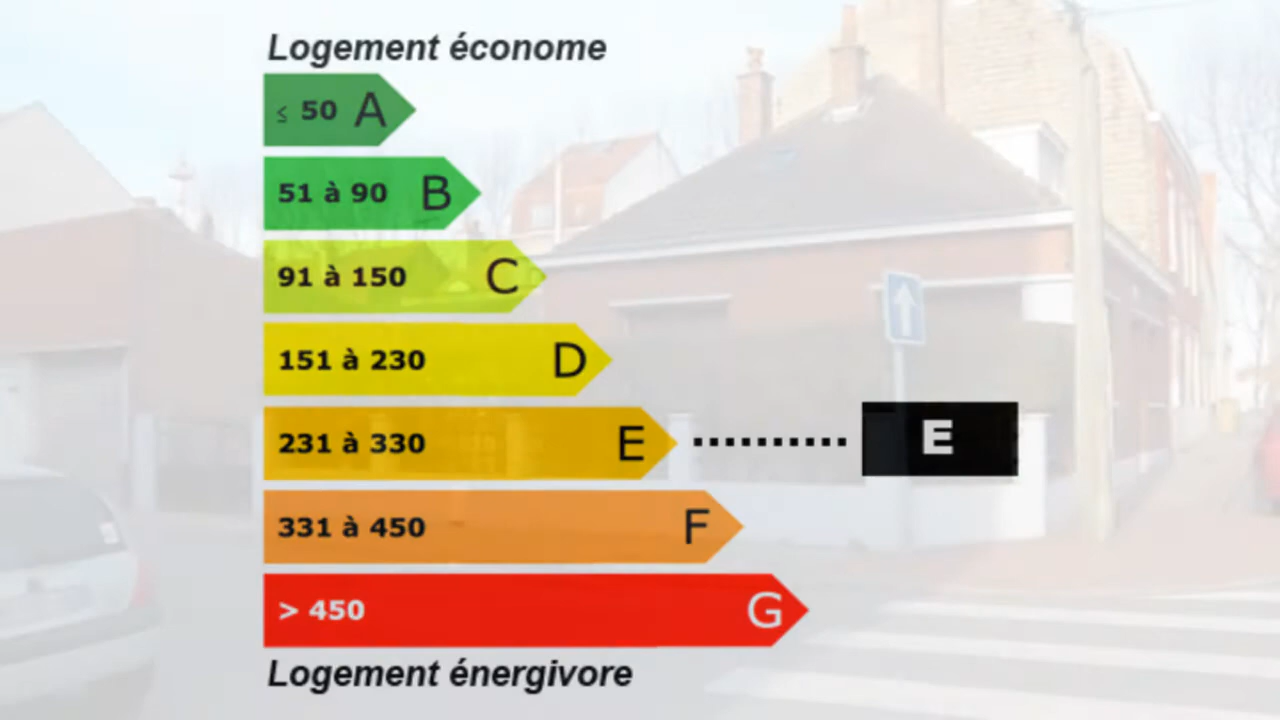 Logement économe
≤ 50 A
51 à 90 B
91 à 150 C
151 à 230 D
231 à 330 E
E
331 à 450 F
> 450 G
Logement énergivore